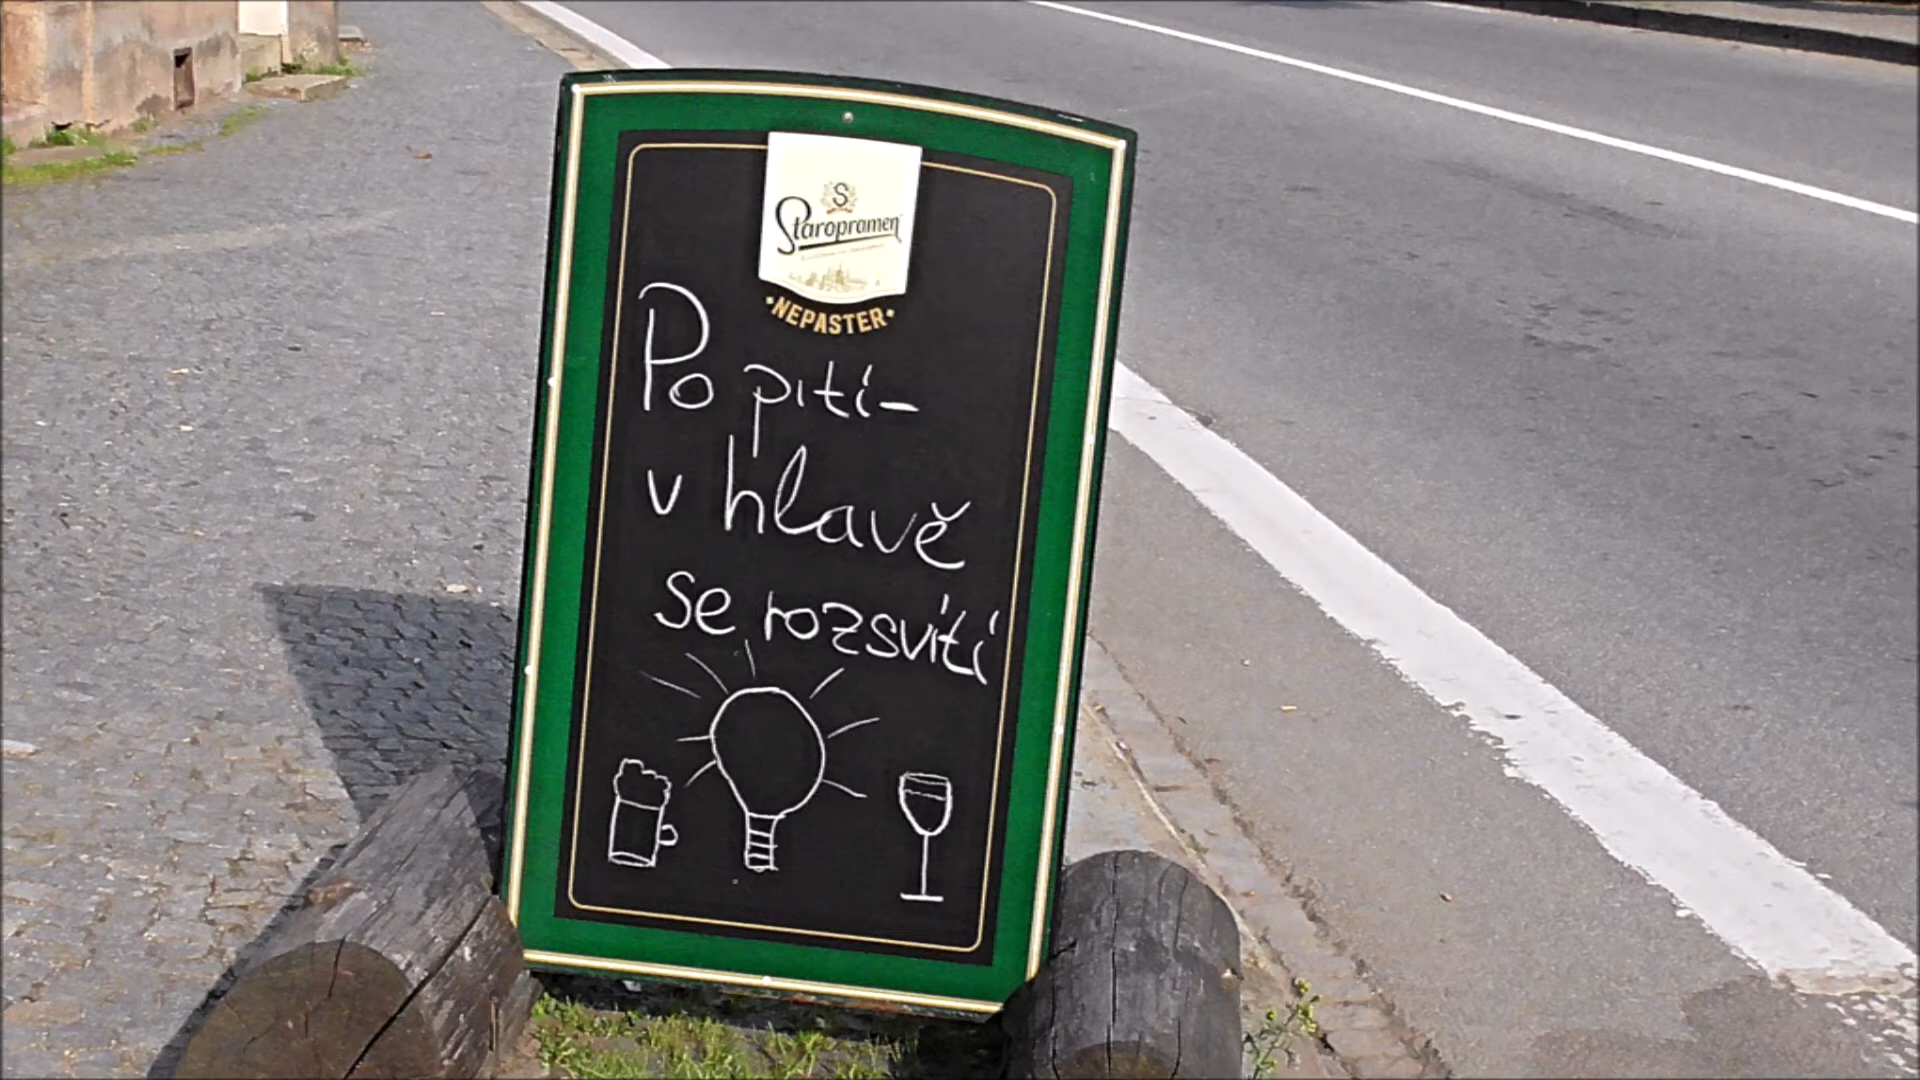 S
Staropramen
NEPASTER
Po pití-
v hlavě
se rozsvítí